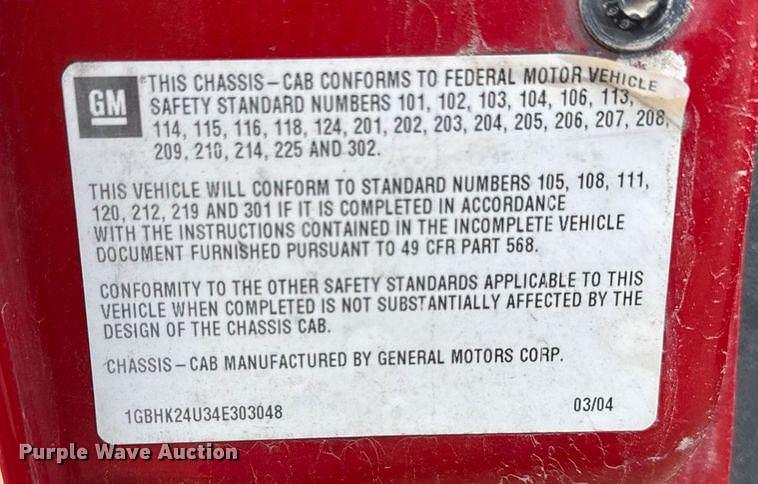 GM
"THIS CHASSIS-CAB CONFORMS TO FEDERAL MOTOR VEHICLE
SAFETY STANDARD NUMBERS 101, 102, 103, 104, 106, 113,
114, 115, 116, 118, 124, 201, 202, 203, 204, 205, 206, 207, 208,
209, 210, 214, 225 AND 302.
THIS VEHICLE WILL CONFORM TO STANDARD NUMBERS 105, 108, 111,
120, 212, 219 AND 301 IF IT IS COMPLETED IN ACCORDANCE
WITH THE INSTRUCTIONS CONTAINED IN THE INCOMPLETE VEHICLE
DOCUMENT FURNISHED PURSUANT TO 49 CFR PART 568.
CONFORMITY TO THE OTHER SAFETY STANDARDS APPLICABLE TO THIS
VEHICLE WHEN COMPLETED IS NOT SUBSTANTIALLY AFFECTED BY THE
DESIGN OF THE CHASSIS CAB.
CHASSIS-CAB MANUFACTURED BY GENERAL MOTORS CORP.
1GBHK24U34E303048 03/04
Purple Wave Auction